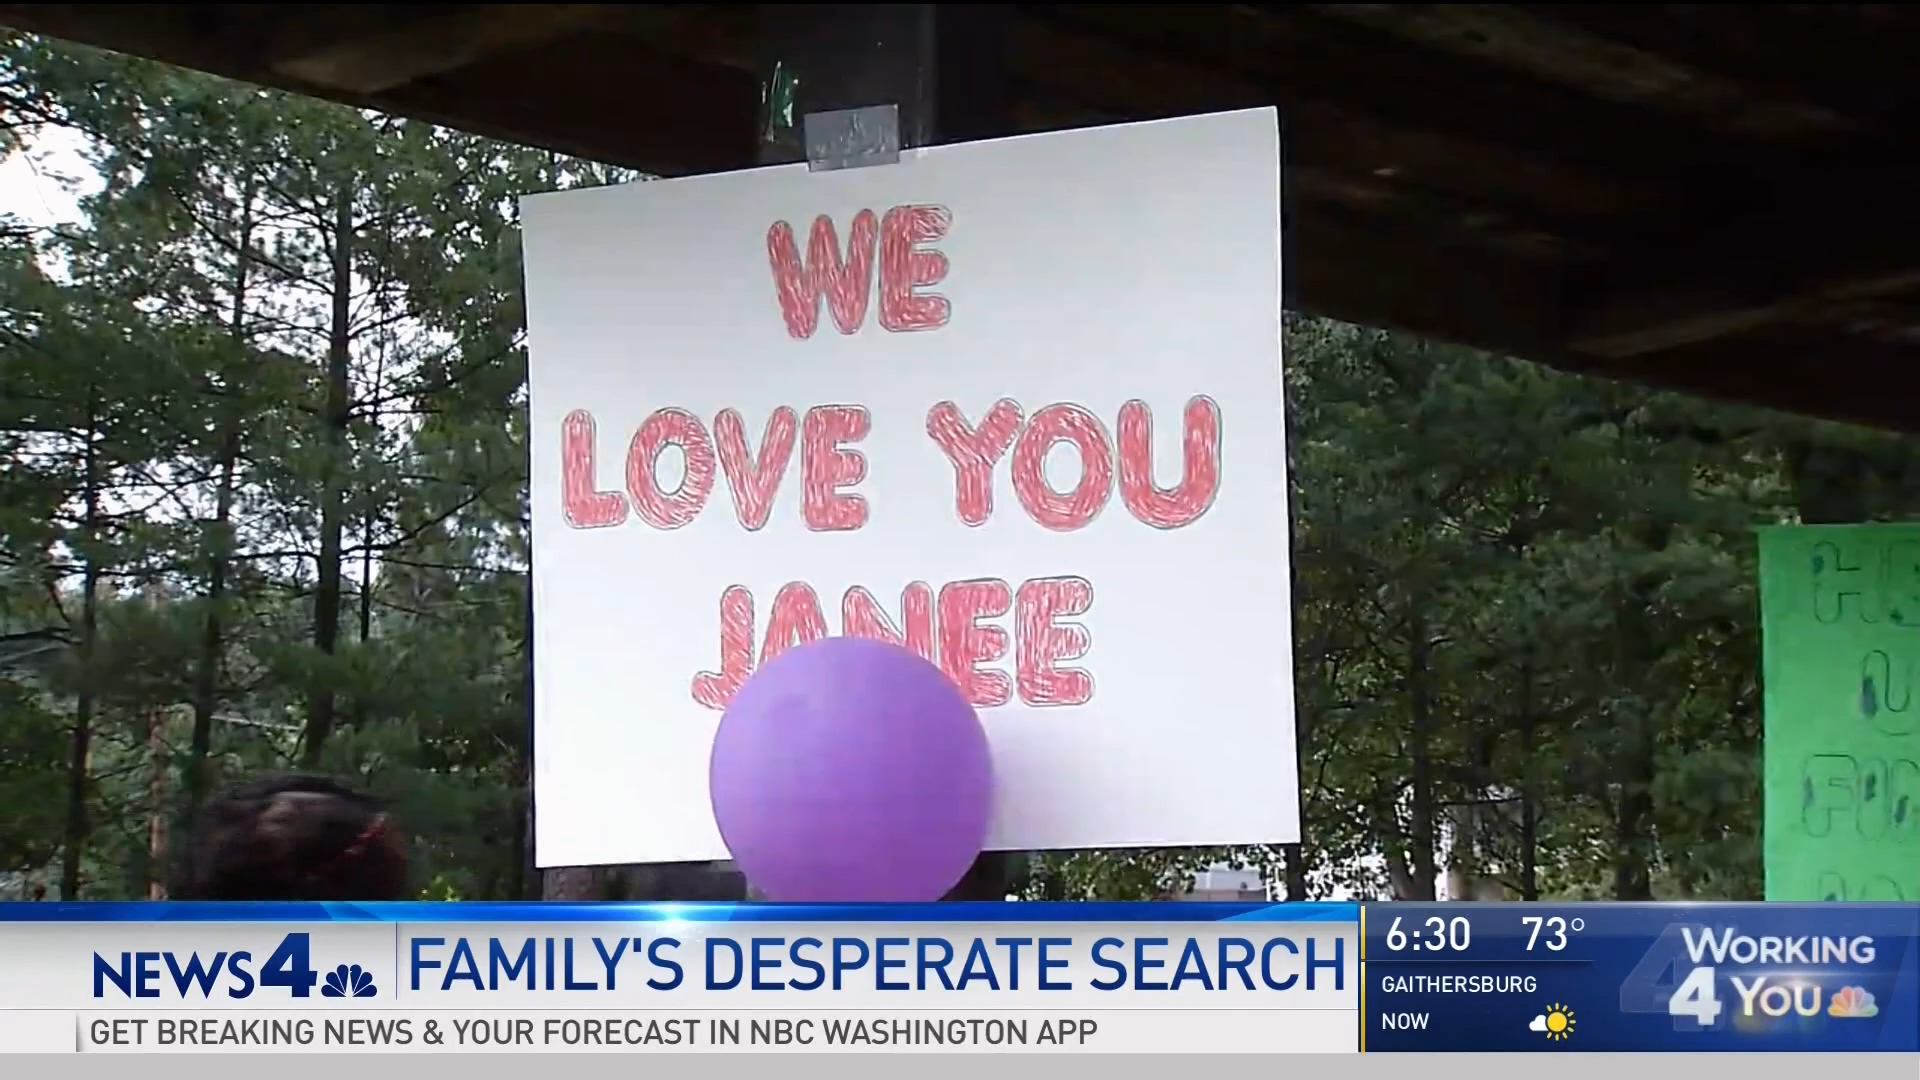 WE
LOVE YOU
JANEE
NEWS4
FAMILY'S DESPERATE SEARCH
GET BREAKING NEWS & YOUR FORECAST IN NBC WASHINGTON APP
6:30 73°
GAITHERSBURG
NOW
WORKING
4 YOU